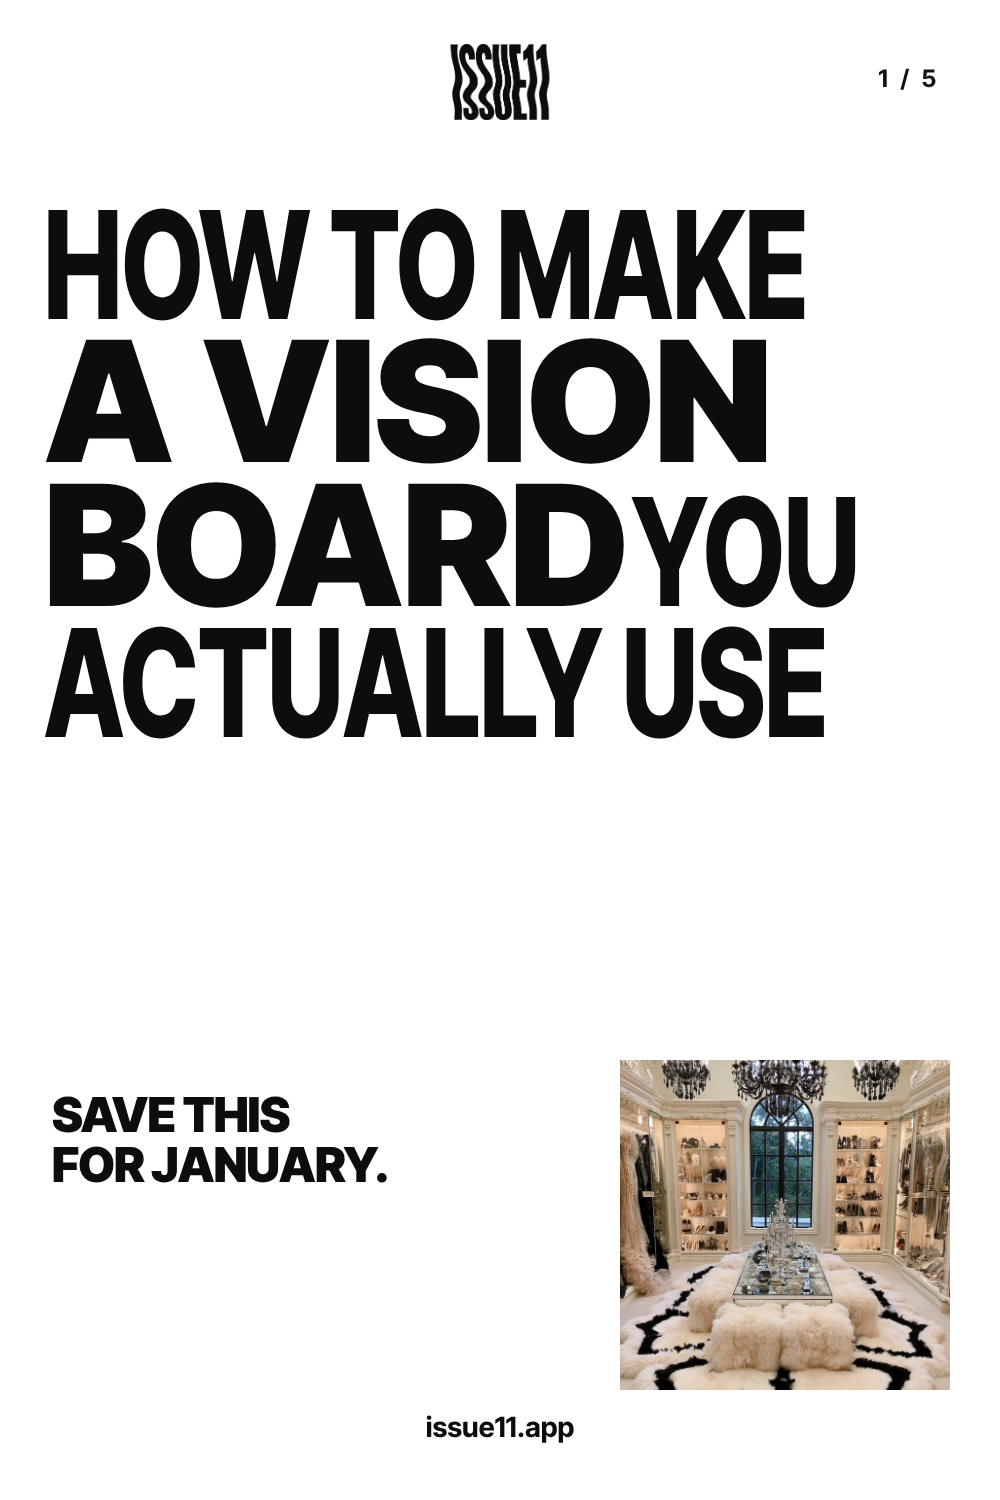 ISSUE11
1 / 5
HOW TO MAKE
A VISION
BOARD YOU
ACTUALLY USE
SAVE THIS
FOR JANUARY.
issue11.app